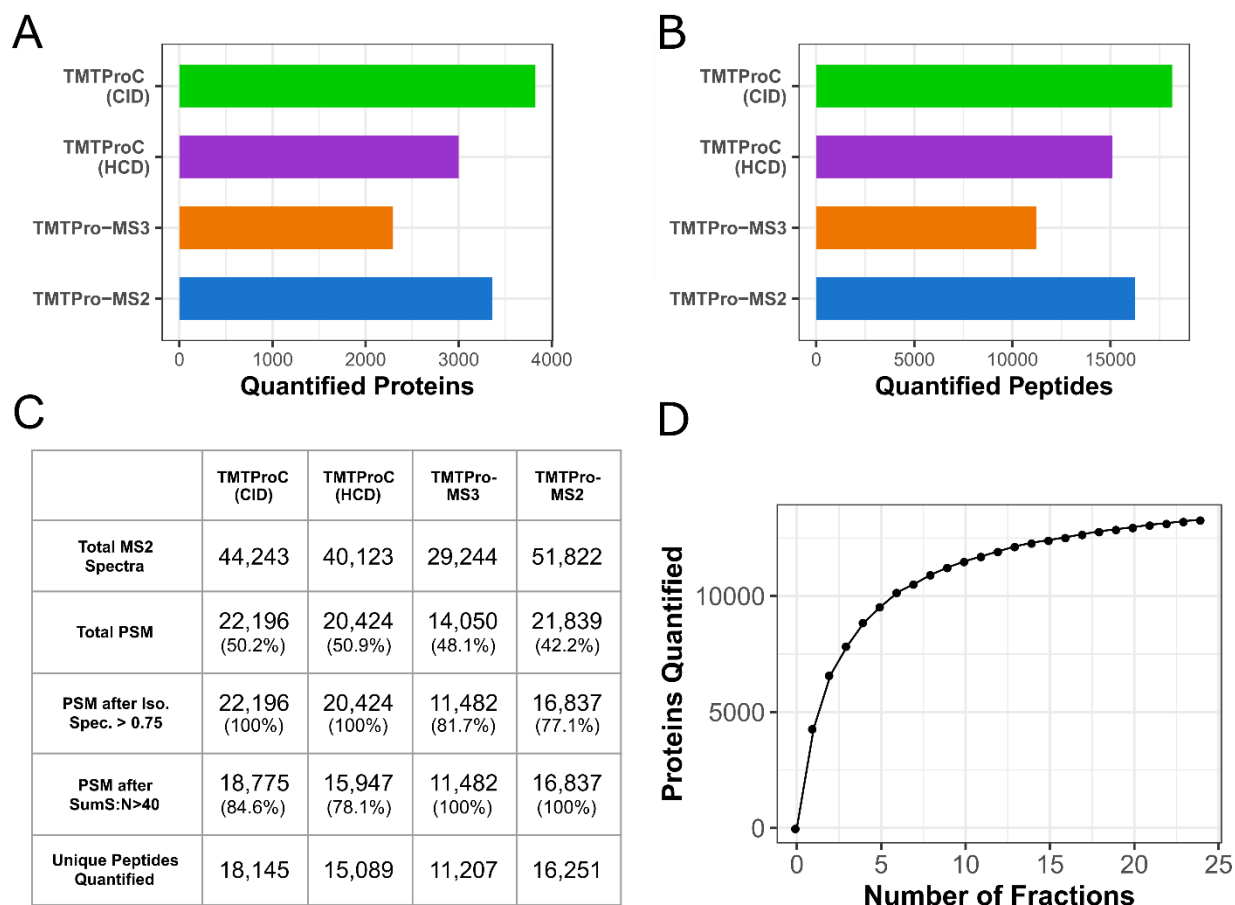 A
TMTProC
(CID)
TMTProC
(HCD)
TMTPro−MS3
TMTPro−MS2
0
1000
2000
3000
4000
Quantified Proteins
B
TMTProC
(CID)
TMTProC
(HCD)
TMTPro−MS3
TMTPro−MS2
0
5000
10000
15000
Quantified Peptides
C
TMTProC
(CID)
TMTProC
(HCD)
TMTPro-
MS3
TMTPro-
MS2
Total MS2
Spectra
44,243
40,123
29,244
51,822
Total PSM
22,196
(50.2%)
20,424
(50.9%)
14,050
(48.1%)
21,839
(42.2%)
PSM after Iso.
Spec. > 0.75
22,196
(100%)
20,424
(100%)
11,482
(81.7%)
16,837
(77.1%)
PSM after
SumS:N>40
18,775
(84.6%)
15,947
(78.1%)
11,482
(100%)
16,837
(100%)
Unique Peptides
Quantified
18,145
15,089
11,207
16,251
D
Proteins Quantified
10000
5000
0
0
5
10
15
20
25
Number of Fractions